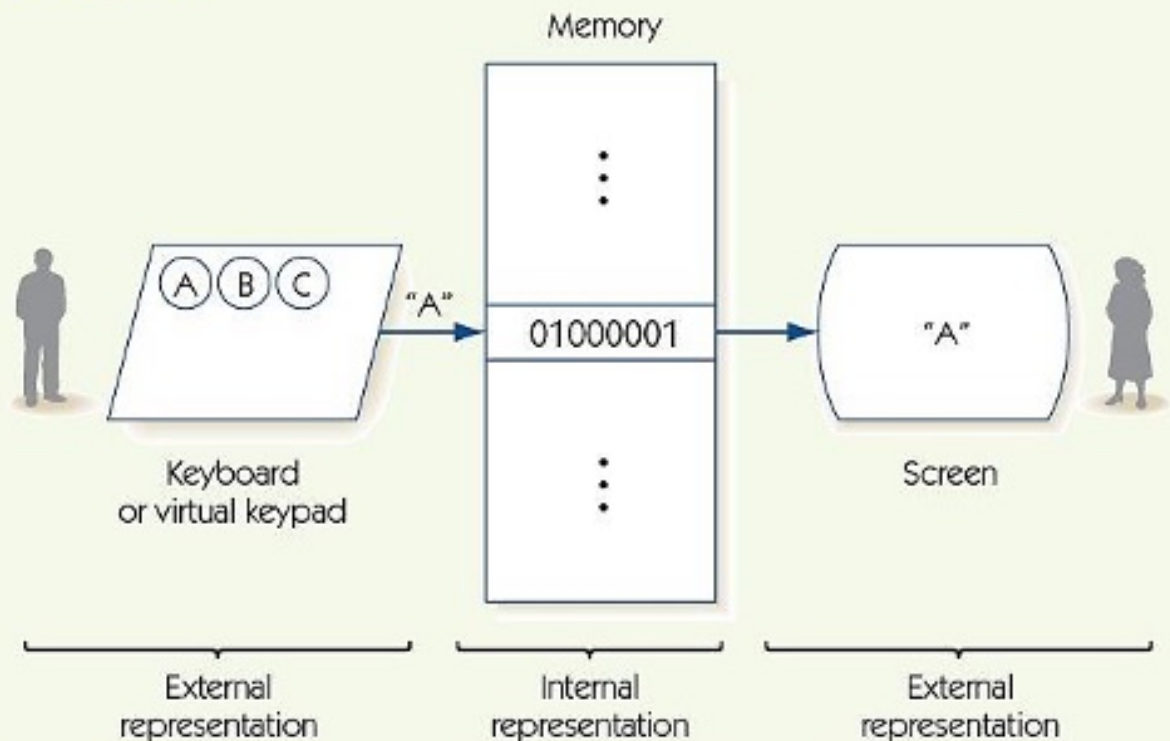 Memory
A B C
"A"
01000001
"A"
Keyboard
or virtual keypad
Screen
External
representation
Internal
representation
External
representation